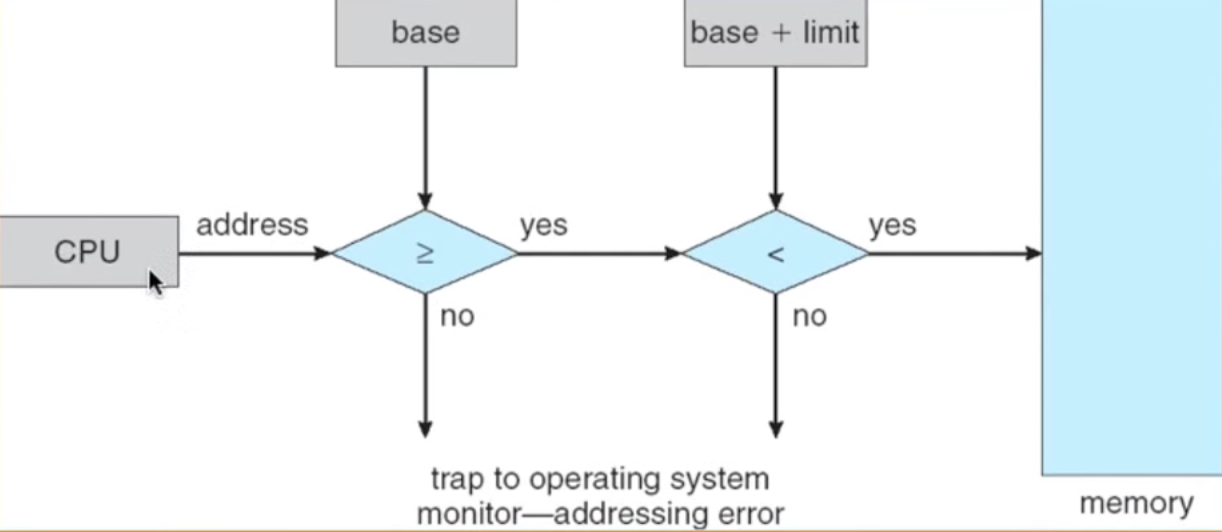 base
base + limit
address
yes
yes
CPU
≥
<
no
no
trap to operating system
monitor—addressing error
memory